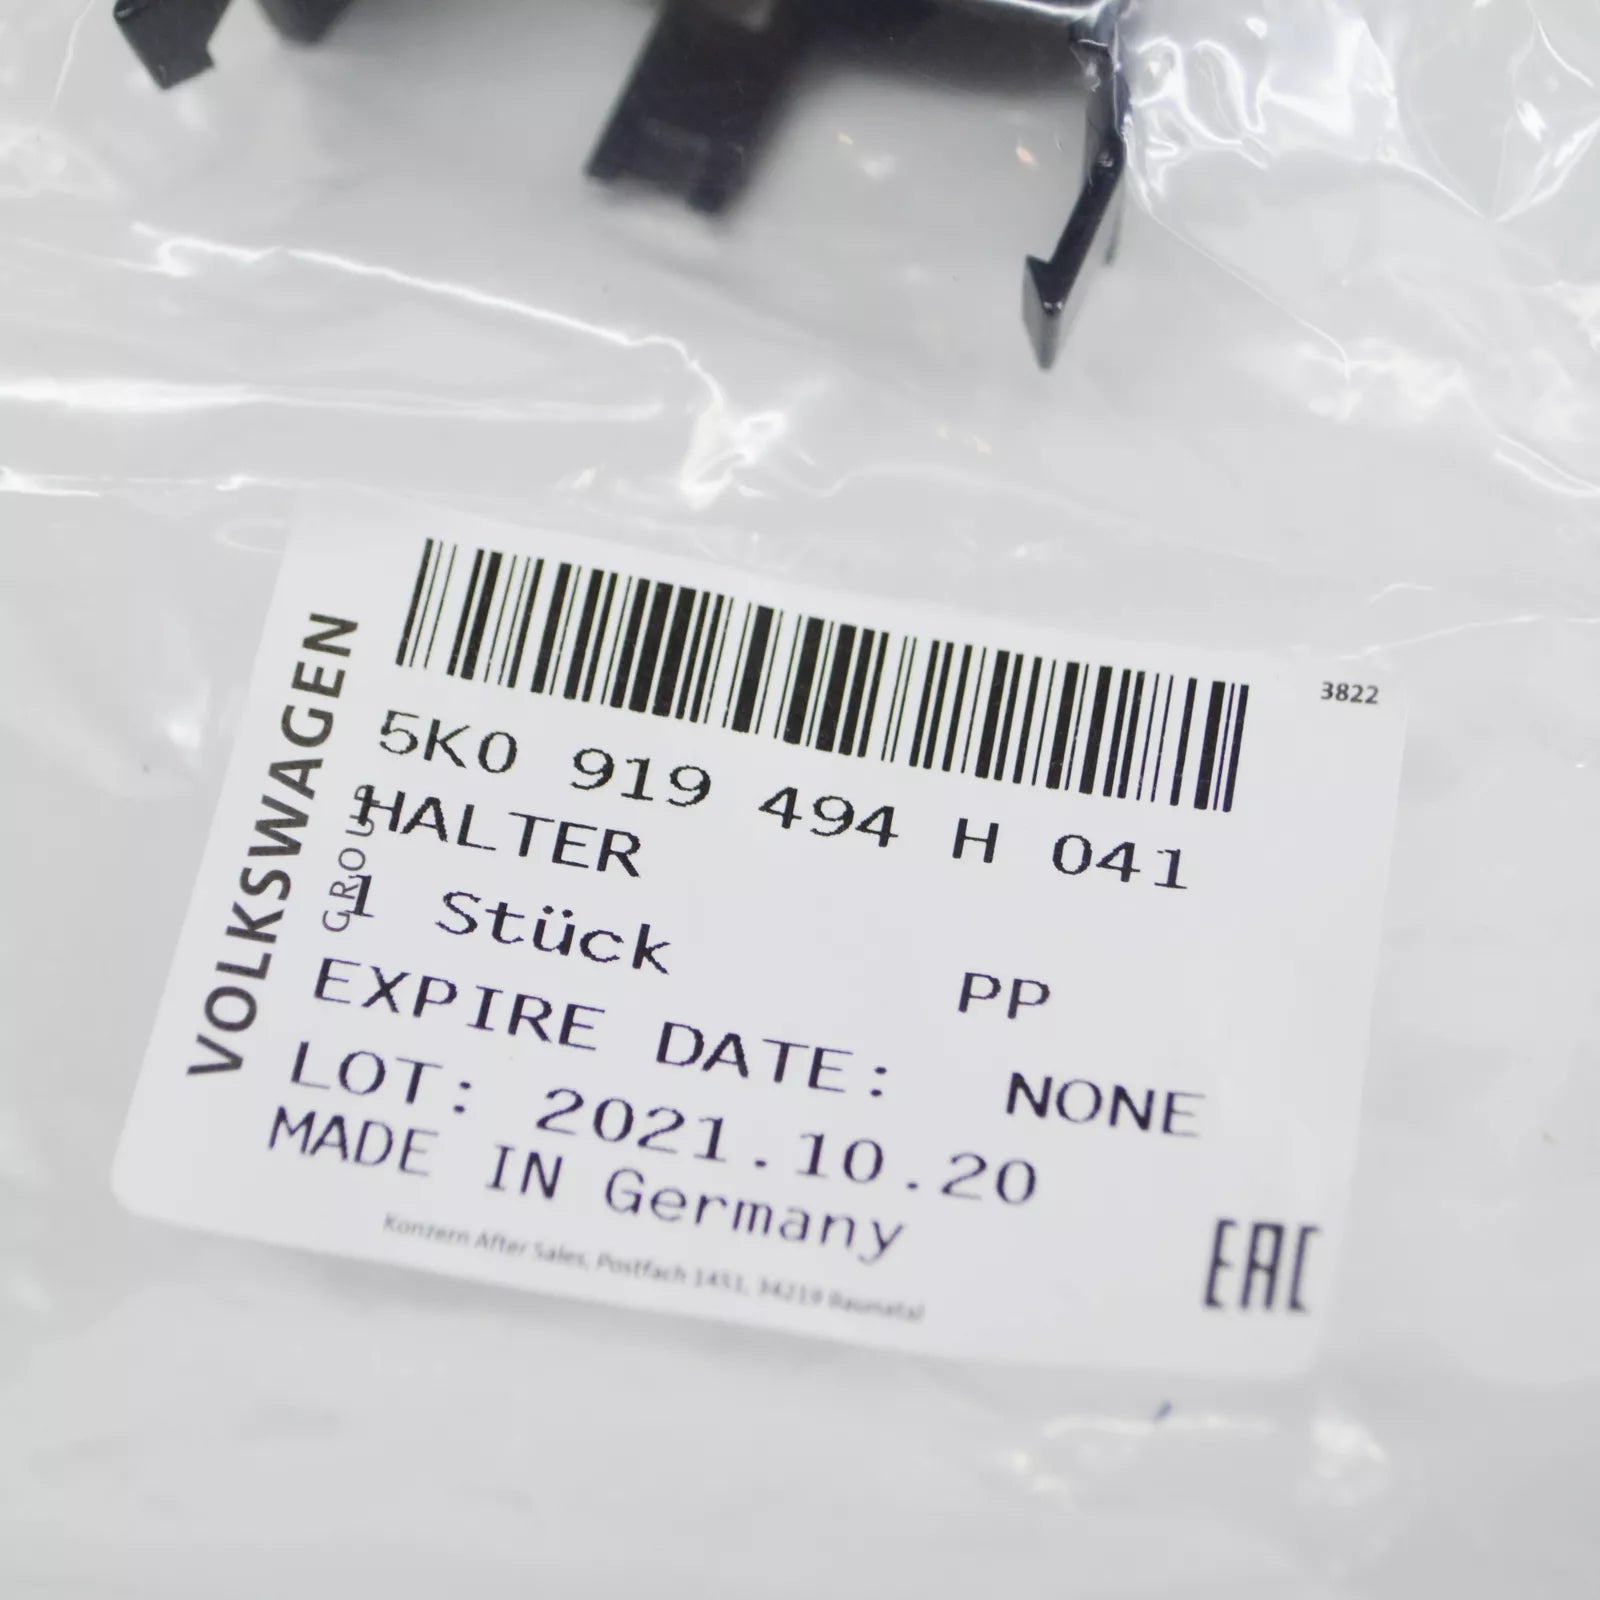 3822
VOLKSWAGEN
GROUP
5K0 919 494 H 041
HALTER
1 Stück PP
EXPIRE DATE: NONE
LOT: 2021.10.20
MADE IN Germany
Konzern After Sales, Postfach 1451, 34219 Baunatal
EAC